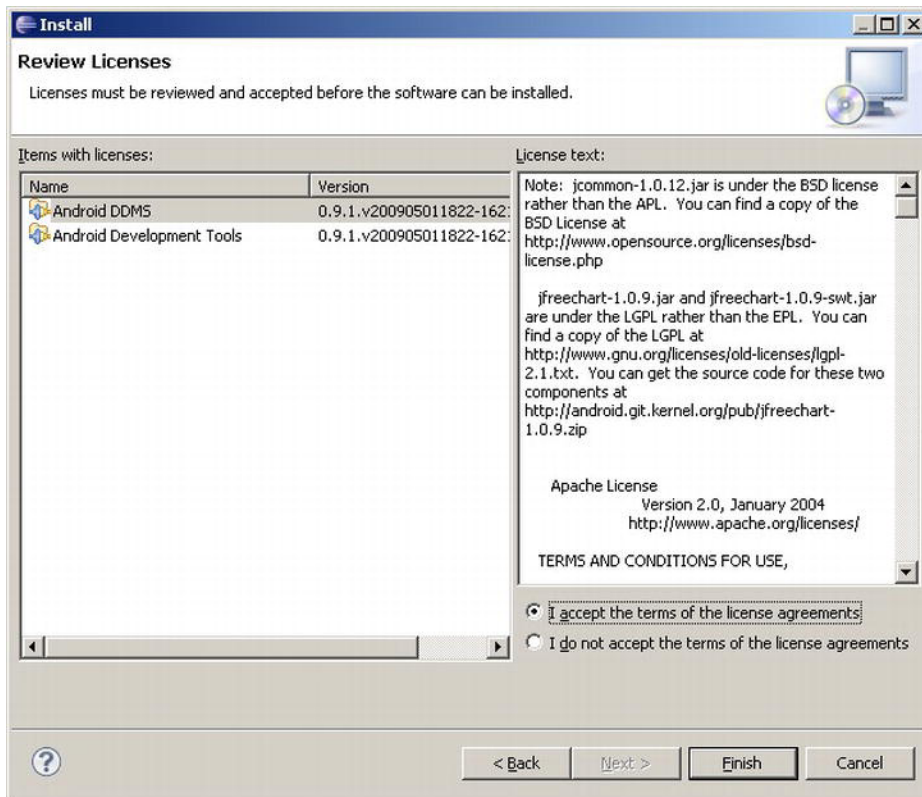 Install
Review Licenses
Licenses must be reviewed and accepted before the software can be installed.
Items with licenses:
Name Version
Android DDMS 0.9.1.v200905011822-162
Android Development Tools 0.9.1.v200905011822-162
License text:
Note: jcommon-1.0.12.jar is under the BSD license
rather than the APL. You can find a copy of the
BSD License at
http://www.opensource.org/licenses/bsd-
license.php
jfreechart-1.0.9.jar and jfreechart-1.0.9-swt.jar
are under the LGPL rather than the EPL. You can
find a copy of the LGPL at
http://www.gnu.org/licenses/old-licenses/lgpl-
2.1.txt. You can get the source code for these two
components at
http://android.git.kernel.org/pub/jfreechart-
1.0.9.zip
Apache License
Version 2.0, January 2004
http://www.apache.org/licenses/
TERMS AND CONDITIONS FOR USE,
I accept the terms of the license agreements
I do not accept the terms of the license agreements
? < Back Next > Finish Cancel